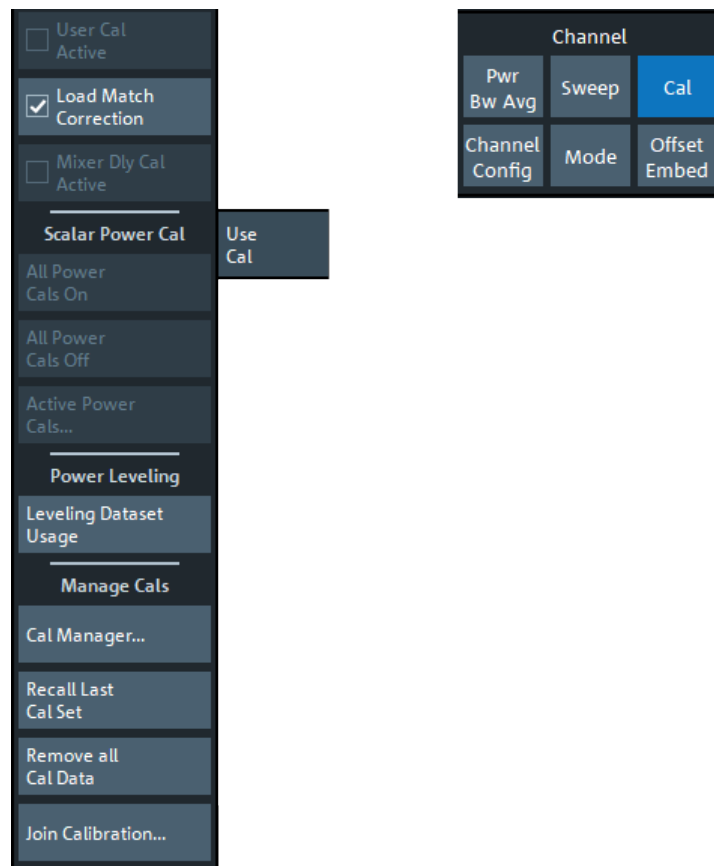 User Cal
Active
Load Match
Correction
Mixer Dly Cal
Active
Scalar Power Cal
All Power
Cals On
All Power
Cals Off
Active Power
Cals...
Power Leveling
Leveling Dataset
Usage
Manage Cals
Cal Manager...
Recall Last
Cal Set
Remove all
Cal Data
Join Calibration...
Use
Cal
Channel
Pwr
Bw Avg
Sweep
Cal
Channel
Config
Mode
Offset
Embed